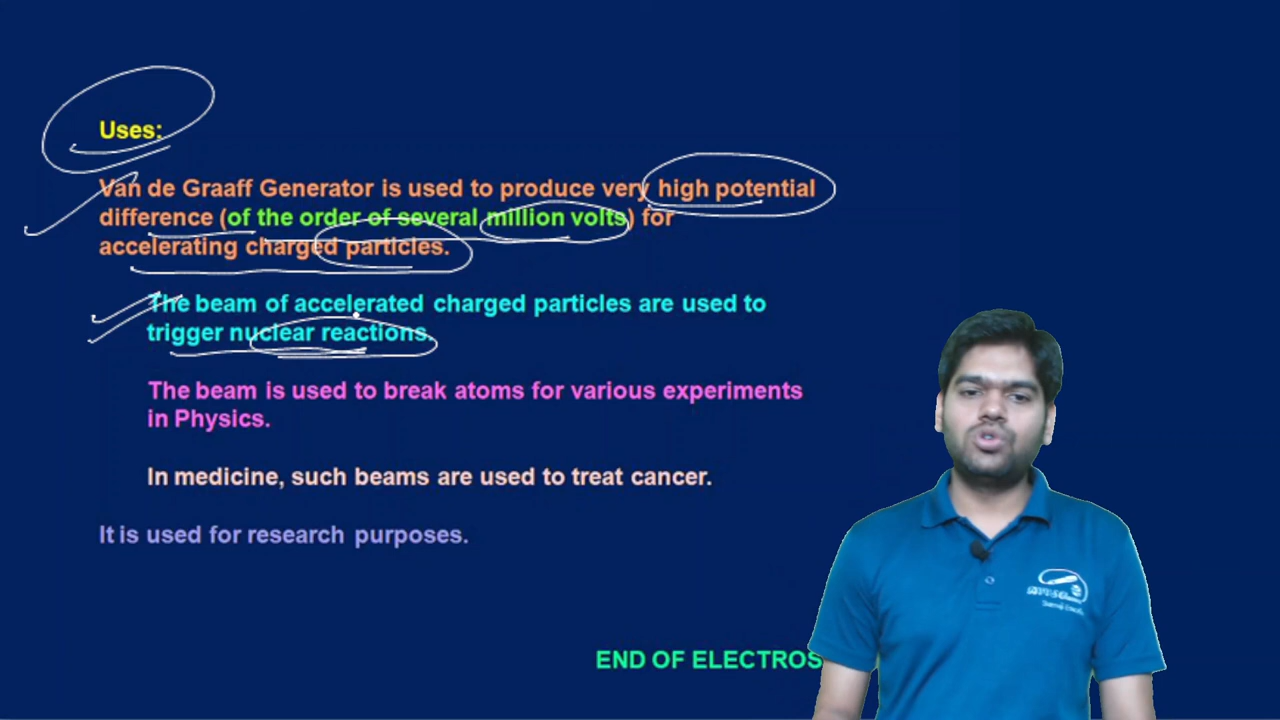 Uses:
Van de Graaff Generator is used to produce very high potential
difference (of the order of several million volts) for
accelerating charged particles.
The beam of accelerated charged particles are used to
trigger nuclear reactions.
The beam is used to break atoms for various experiments
in Physics.
In medicine, such beams are used to treat cancer.
It is used for research purposes.
END OF ELECTROS